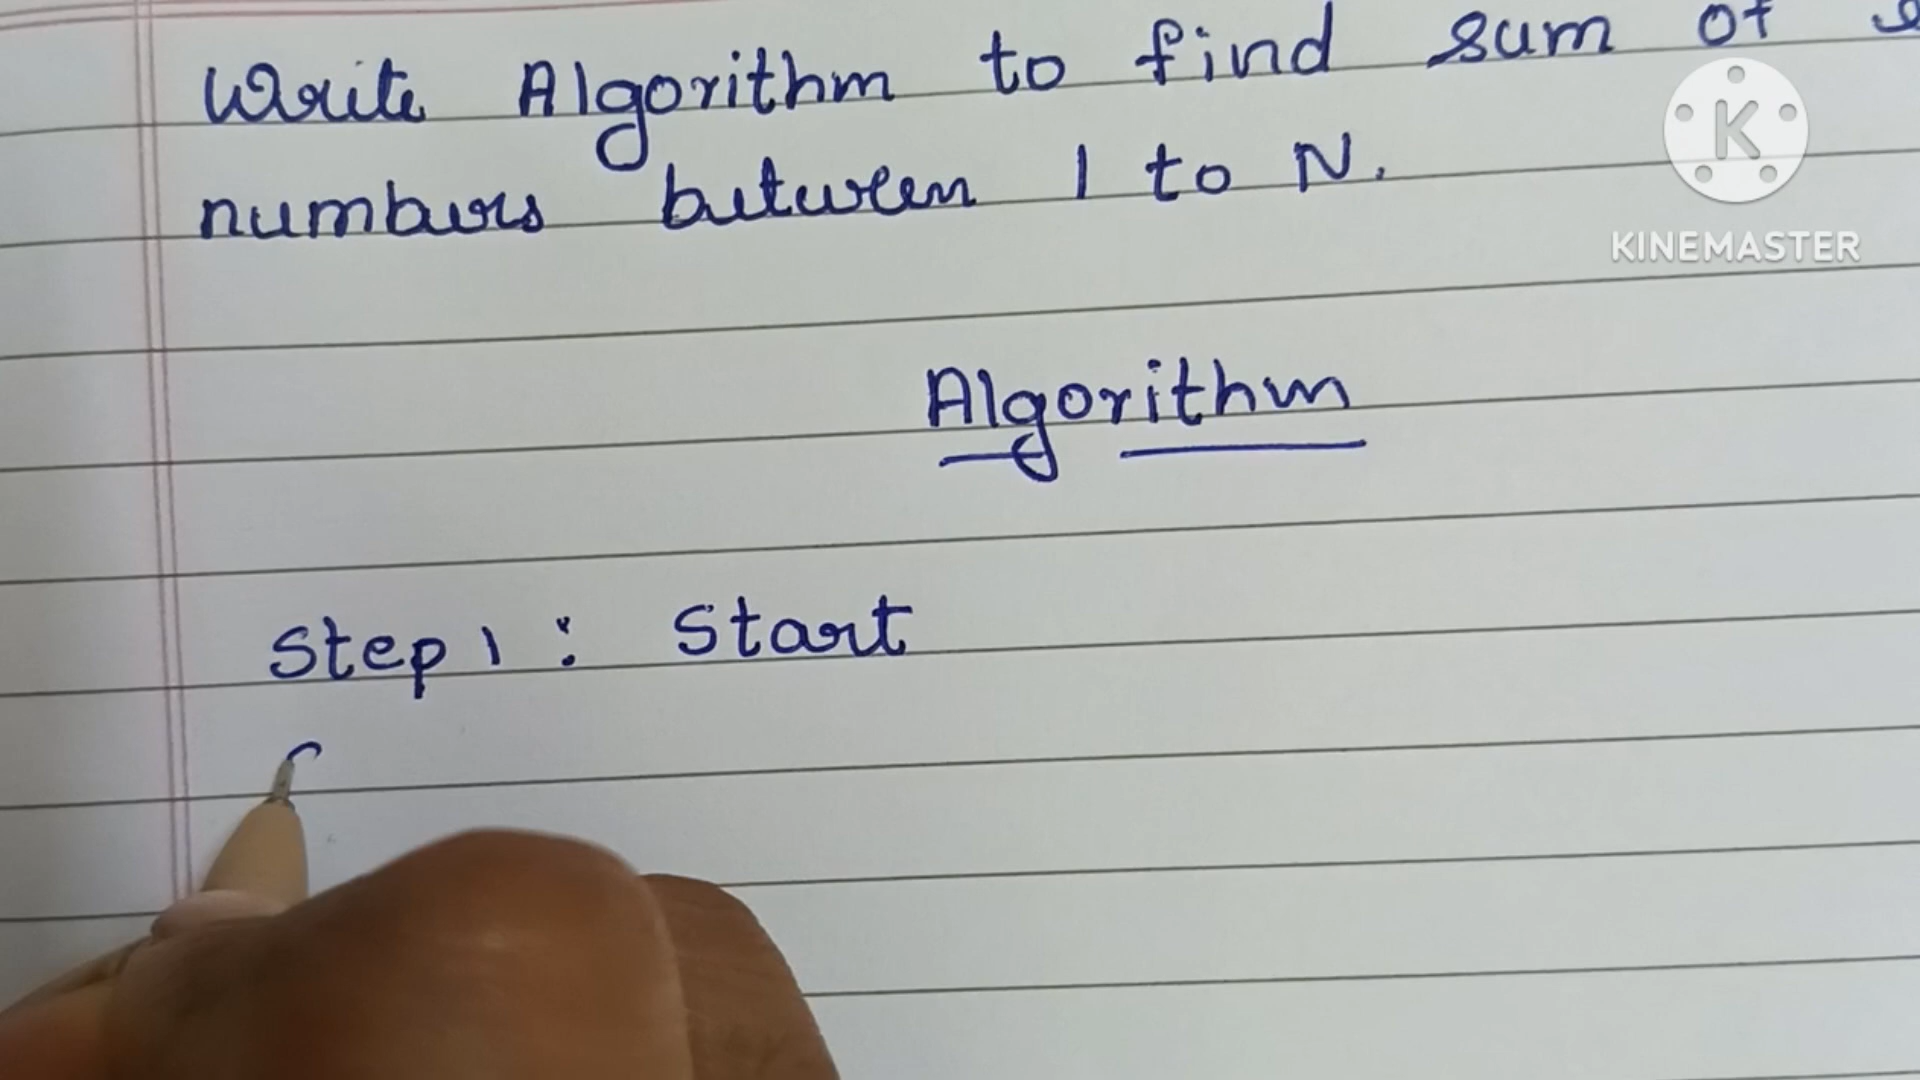 Write Algorithm to find sum of
numbers between 1 to N.
KINEMASTER
Algorithm
Step 1 : Start